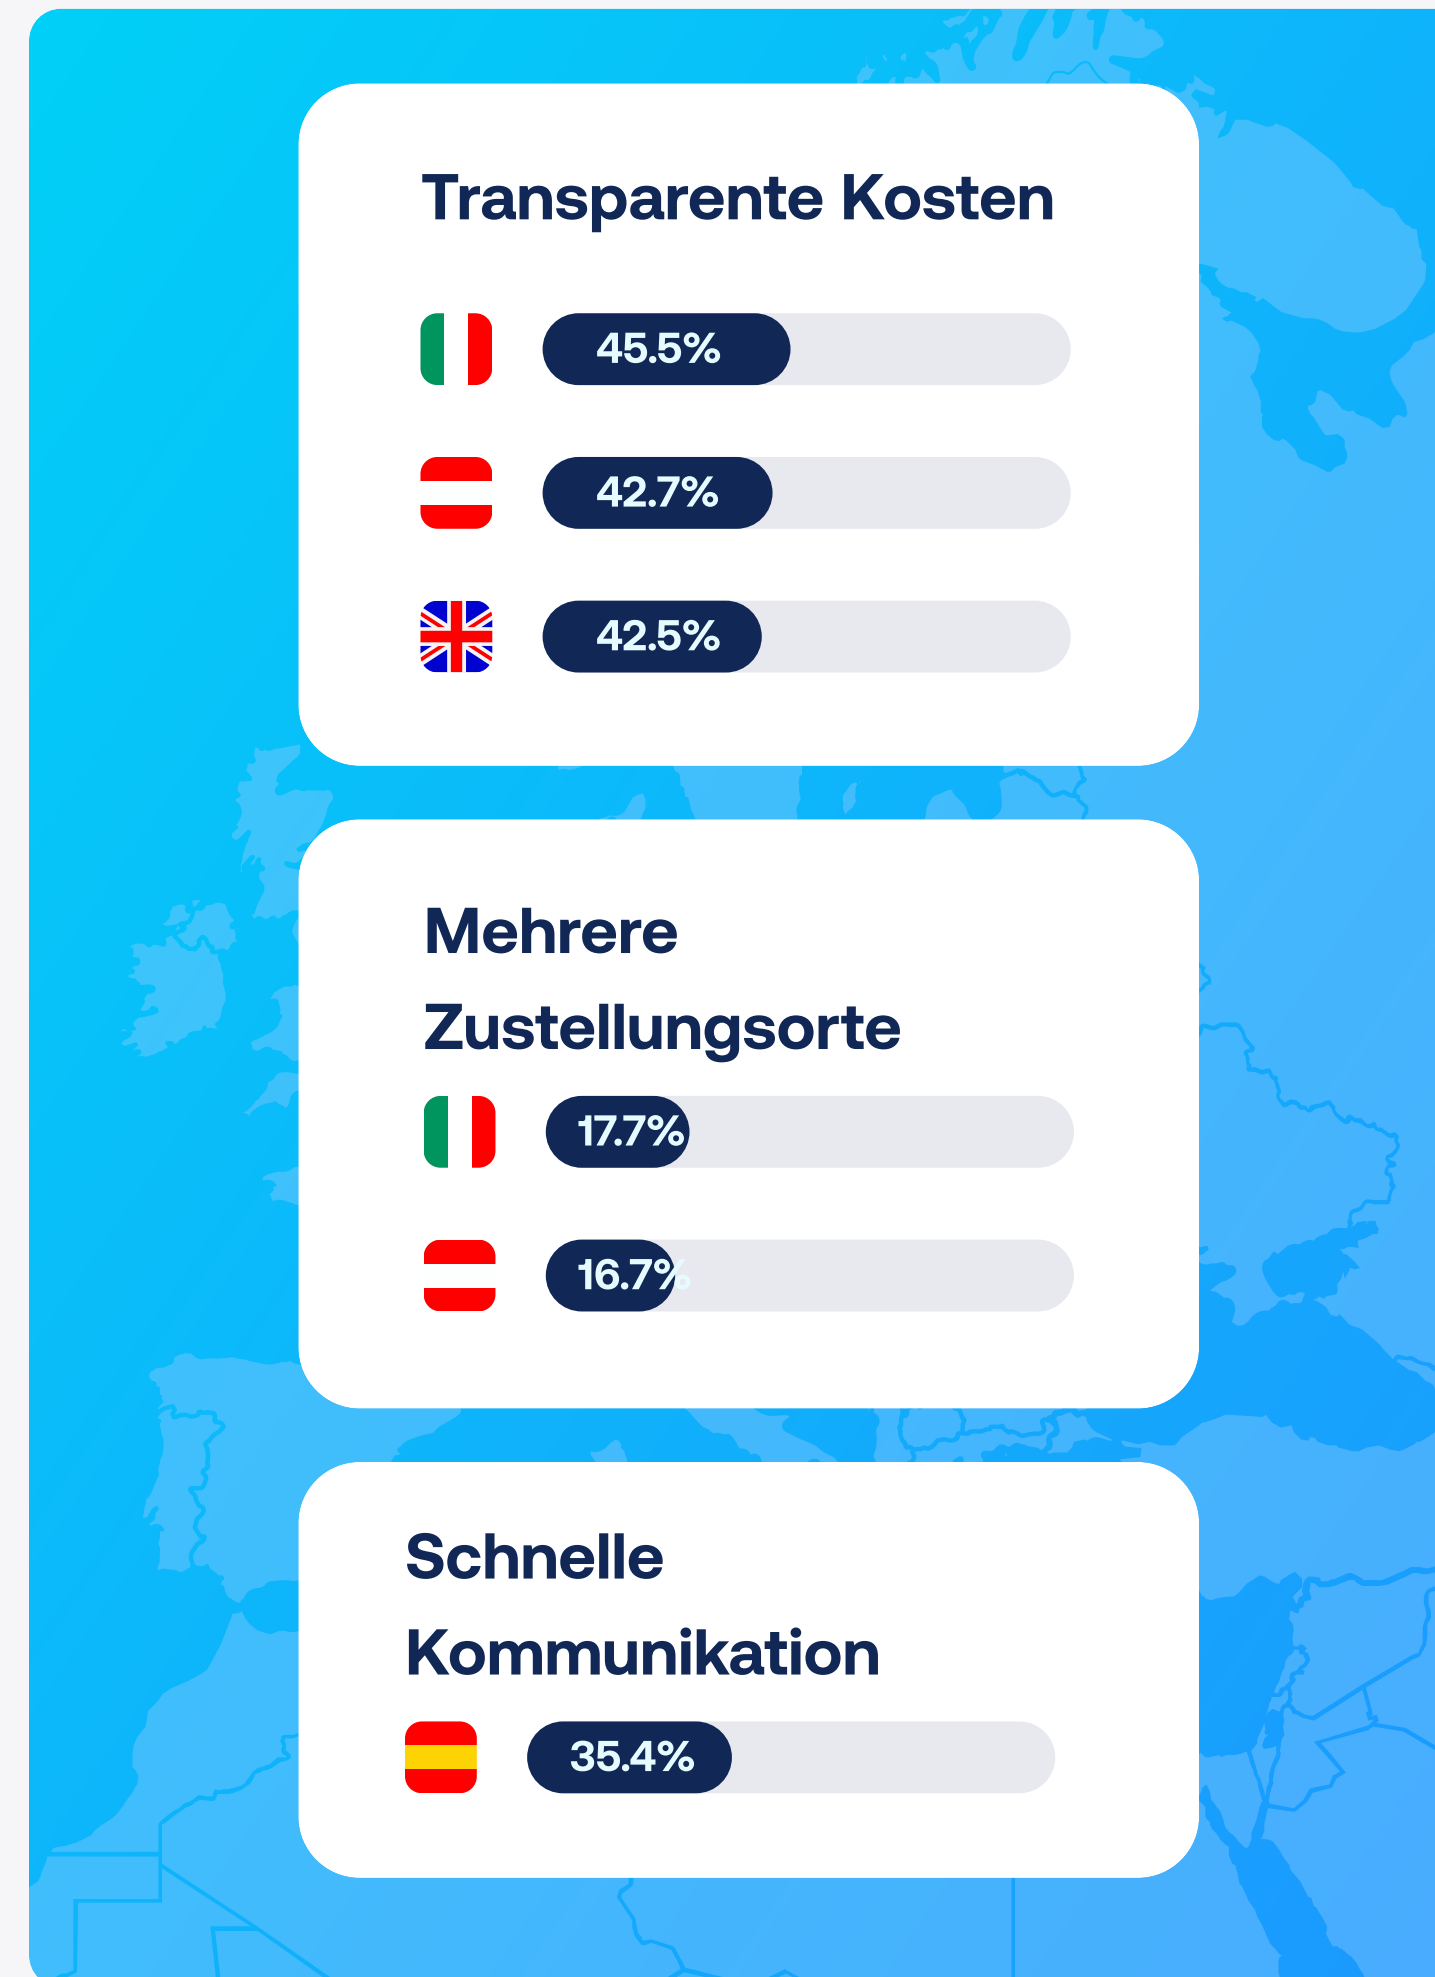 Transparente Kosten
45.5%
42.7%
42.5%
Mehrere
Zustellungsorte
17.7%
16.7%
Schnelle
Kommunikation
35.4%